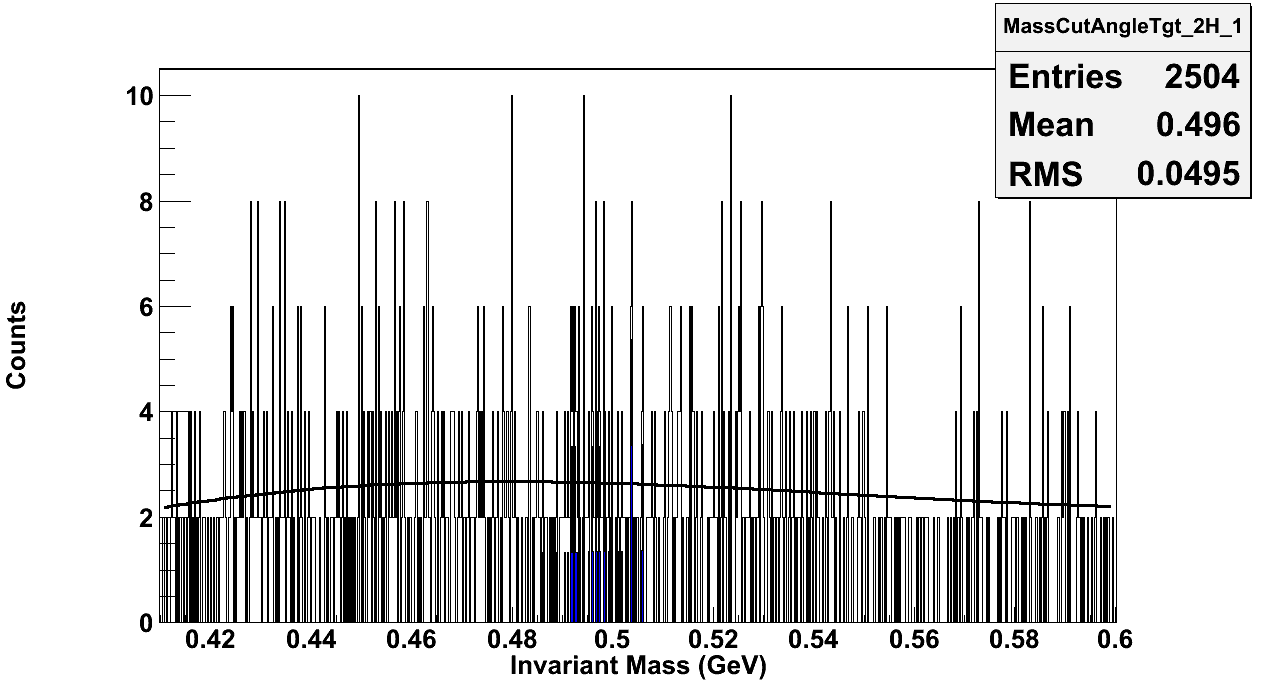 MassCutAngleTgt_2H_1
Entries 2504
Mean 0.496
RMS 0.0495
10
8
6
4
2
0
Counts
0.42 0.44 0.46 0.48 0.5 0.52 0.54 0.56 0.58 0.6
Invariant Mass (GeV)